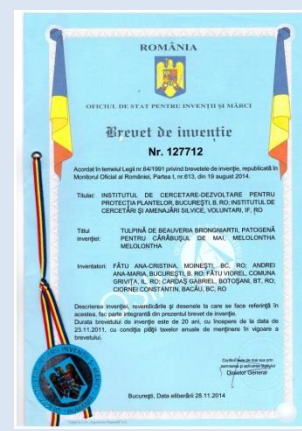 ROMÂNIA
OFICIUL DE STAT PENTRU INVENȚII ȘI MĂRCI
Brevet de invenție
Nr. 127712
Acordat în temeiul Legii nr.64/1991 privind brevetele de invenție, republicată în
Monitorul Oficial al României, Partea I, nr.613, din 19 august 2014.
Titular: INSTITUTUL DE CERCETARE-DEZVOLTARE PENTRU
PROTECȚIA PLANTELOR, BUCUREȘTI, B, RO; INSTITUTUL DE
CERCETĂRI ȘI AMENAJĂRI SILVICE, VOLUNTARI, IF, RO
Titlul TULPINĂ DE BEAUVERIA BRONGNIARTII, PATOGENĂ
invenției: PENTRU CĂRĂBUȘUL DE MAI, MELOLONTHA
MELOLONTHA
Inventatori: FĂTU ANA-CRISTINA, MOINEȘTI, BC, RO; ANDREI
ANA-MARIA, BUCUREȘTI, B, RO; FĂTU VIOREL, COMUNA
GRIVIȚA, IL, RO; CARDAȘ GABRIEL, BOTOȘANI, BT, RO;
CIORNEI CONSTANTIN, BACĂU, BC, RO
Descrierea invenției, revendicările și desenele la care se face referință în
acestea, fac parte integrantă din prezentul brevet de invenție.
Durata brevetului de invenție este de 20 ani, cu începere de la data de
23.11.2011, cu condiția plății taxelor anuale de menținere în vigoare a
brevetului.
Director General
București, Data eliberării 28.11.2014